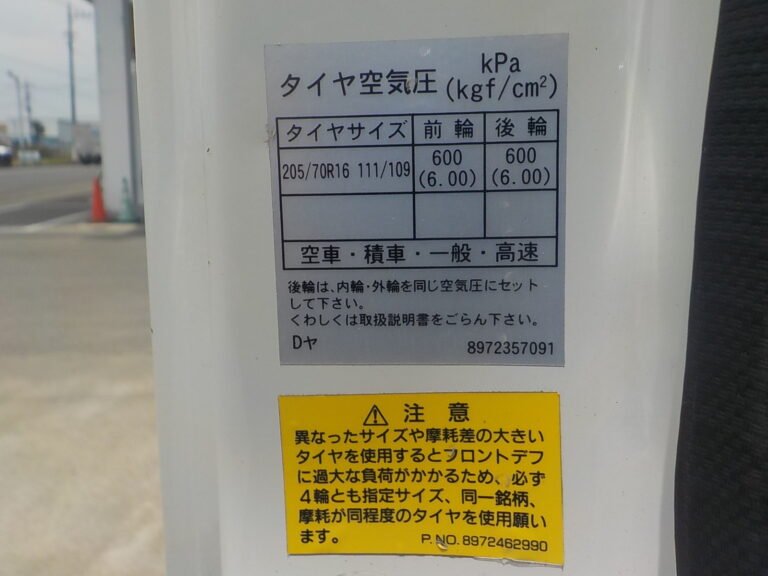 タイヤ空気圧 kPa (kgf/cm²)
タイヤサイズ 前輪 後輪
205/70R16 111/109 600 (6.00) 600 (6.00)
空車・積車・一般・高速
後輪は、内輪・外輪を同じ空気圧にセット
して下さい。
くわしくは取扱説明書をごらん下さい。
Dヤ 8972357091
⚠ 注意
異なったサイズや摩耗差の大きい
タイヤを使用するとフロントデフ
に過大な負荷がかかるため、必ず
4輪とも指定サイズ、同一銘柄、
摩耗が同程度のタイヤを使用願い
ます。 P.NO.8972462990